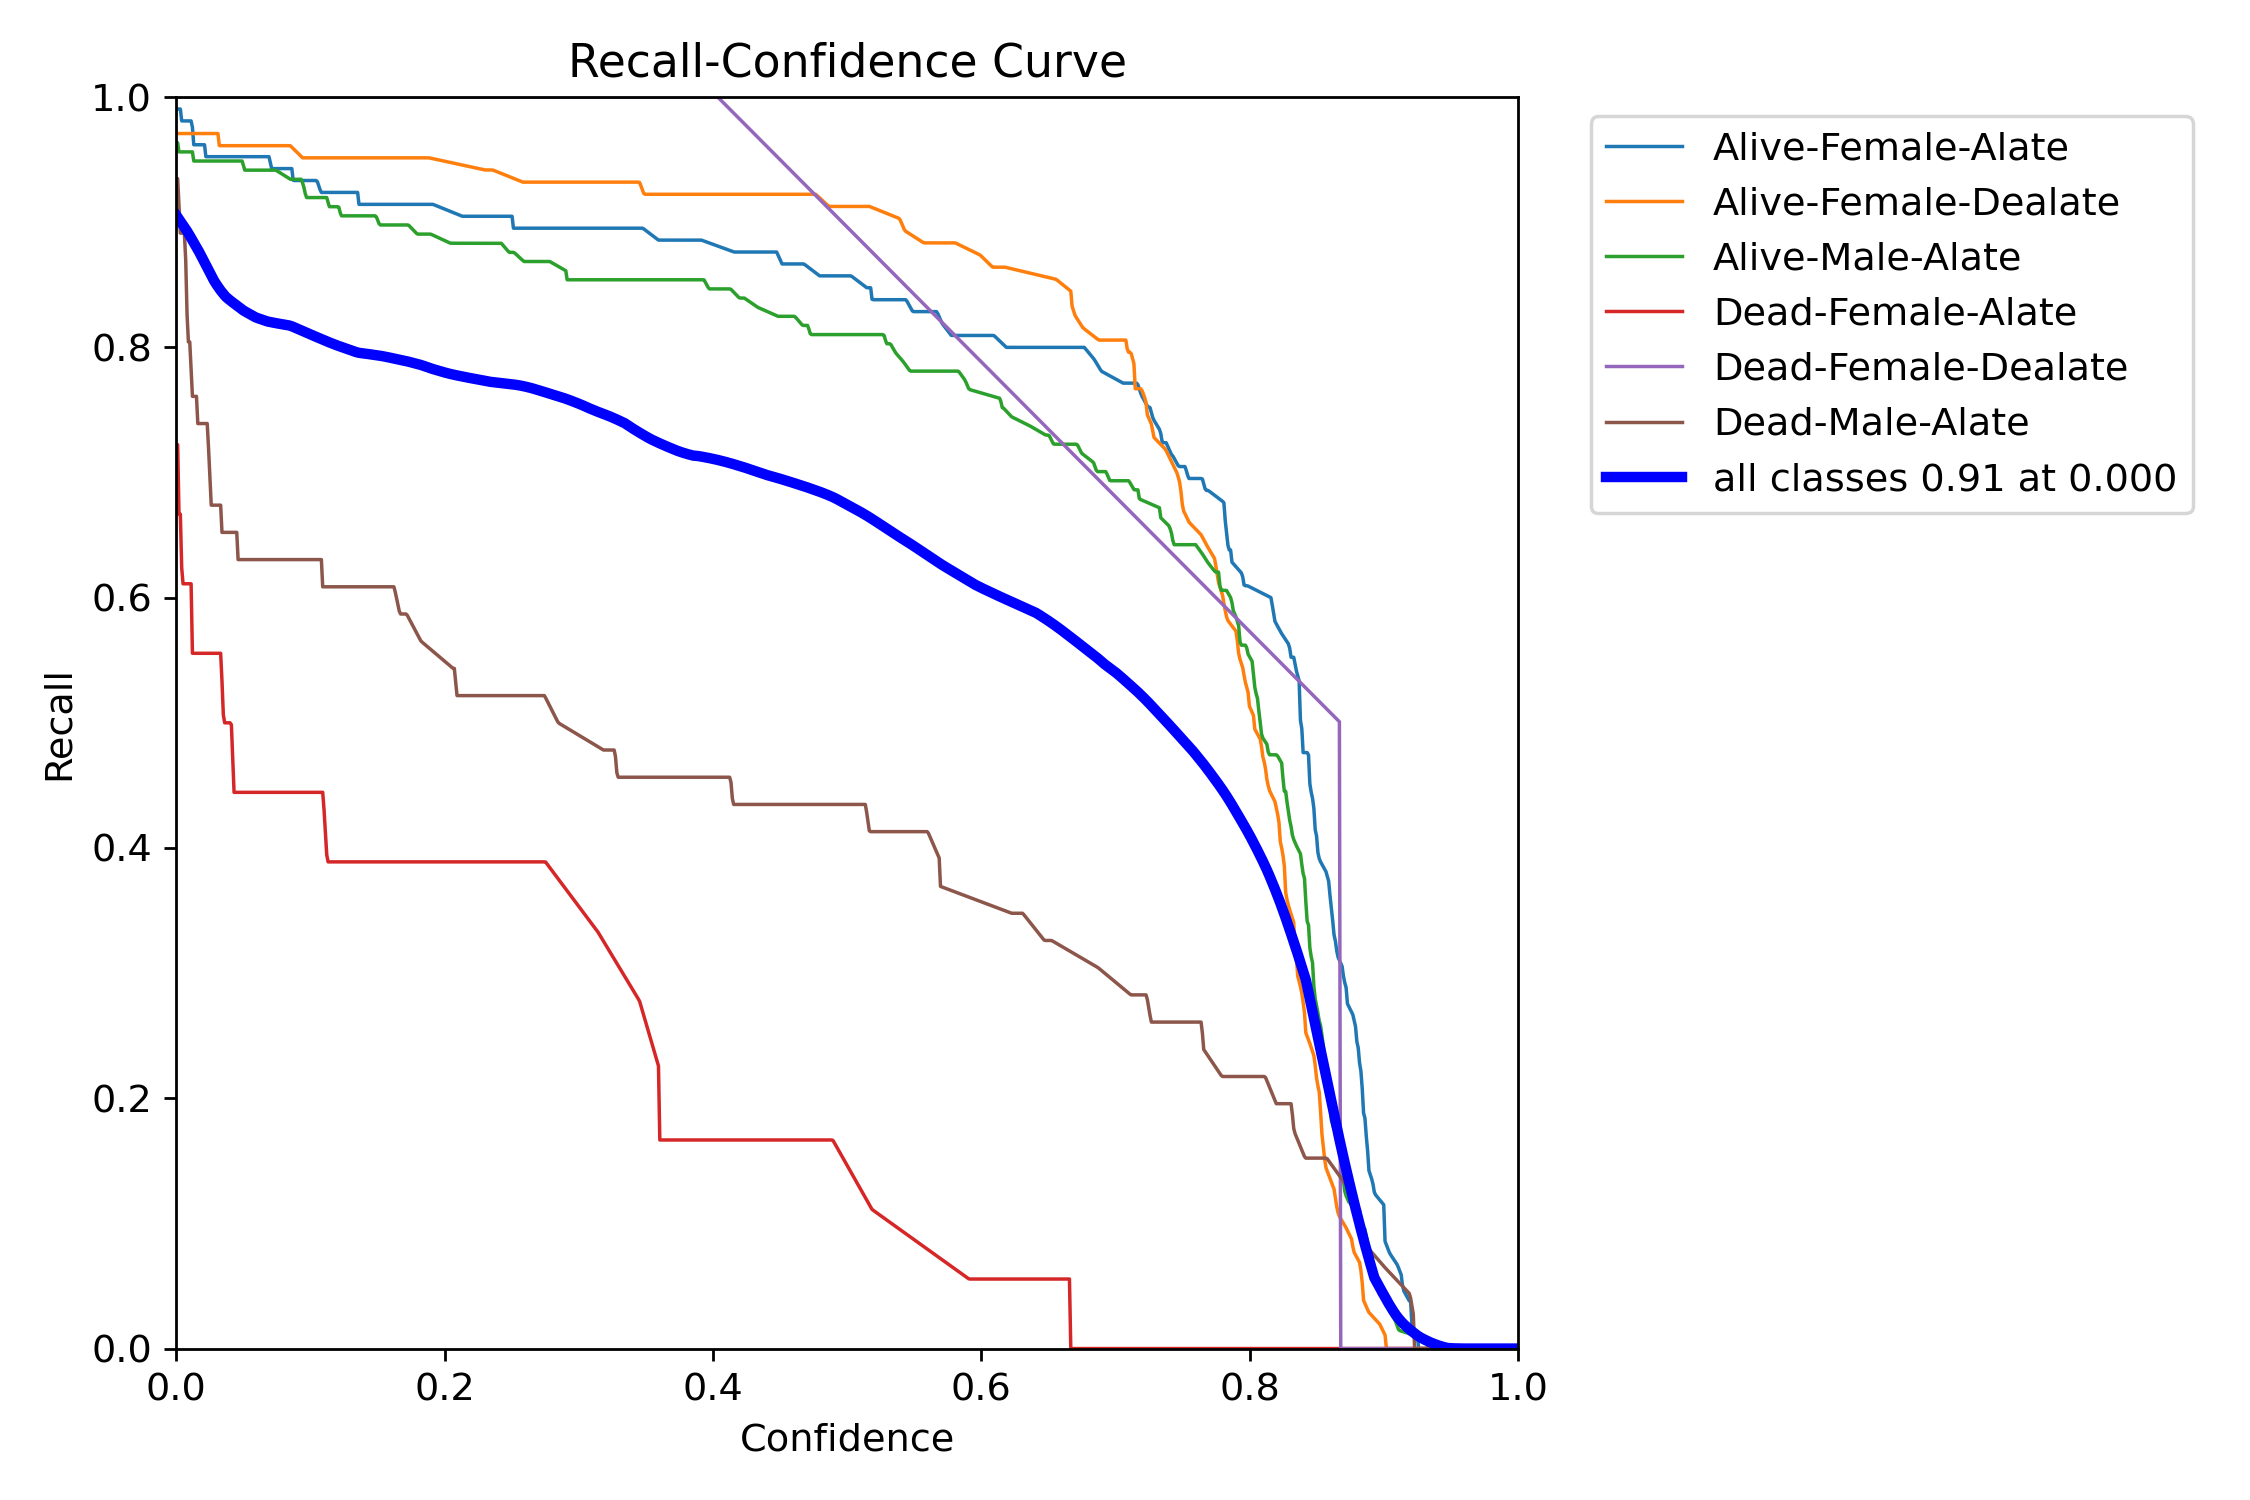 Recall-Confidence Curve
1.0
0.8
0.6
0.4
0.2
0.0
Recall
0.0 0.2 0.4 0.6 0.8 1.0
Confidence
Alive-Female-Alate
Alive-Female-Dealate
Alive-Male-Alate
Dead-Female-Alate
Dead-Female-Dealate
Dead-Male-Alate
all classes 0.91 at 0.000